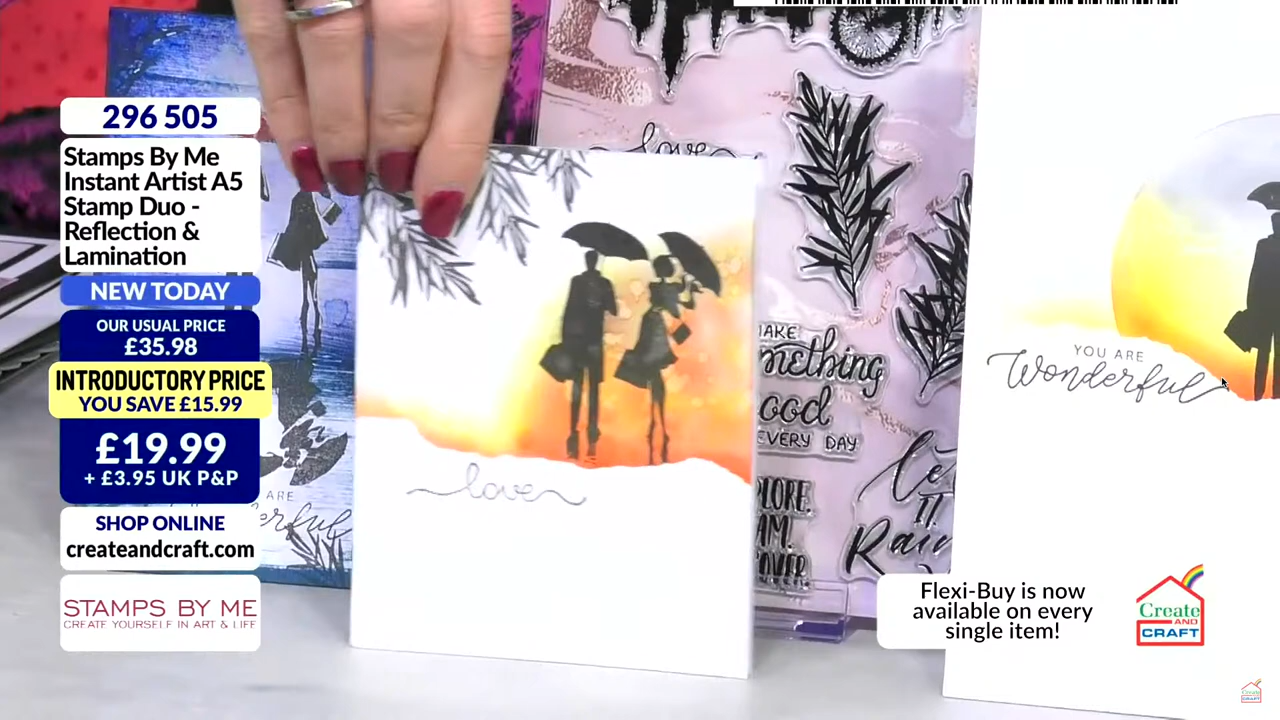 296 505
Stamps By Me
Instant Artist A5
Stamp Duo -
Reflection &
Lamination
NEW TODAY
OUR USUAL PRICE
£35.98
INTRODUCTORY PRICE
YOU SAVE £15.99
£19.99
+ £3.95 UK P&P
SHOP ONLINE
createandcraft.com
STAMPS BY ME
CREATE YOURSELF IN ART & LIFE
love
love
YOU ARE
Wonderful
EVERY DAY
ARE
Flexi-Buy is now
available on every
single item!
Create
AND
CRAFT
Create
AND
CRAFT